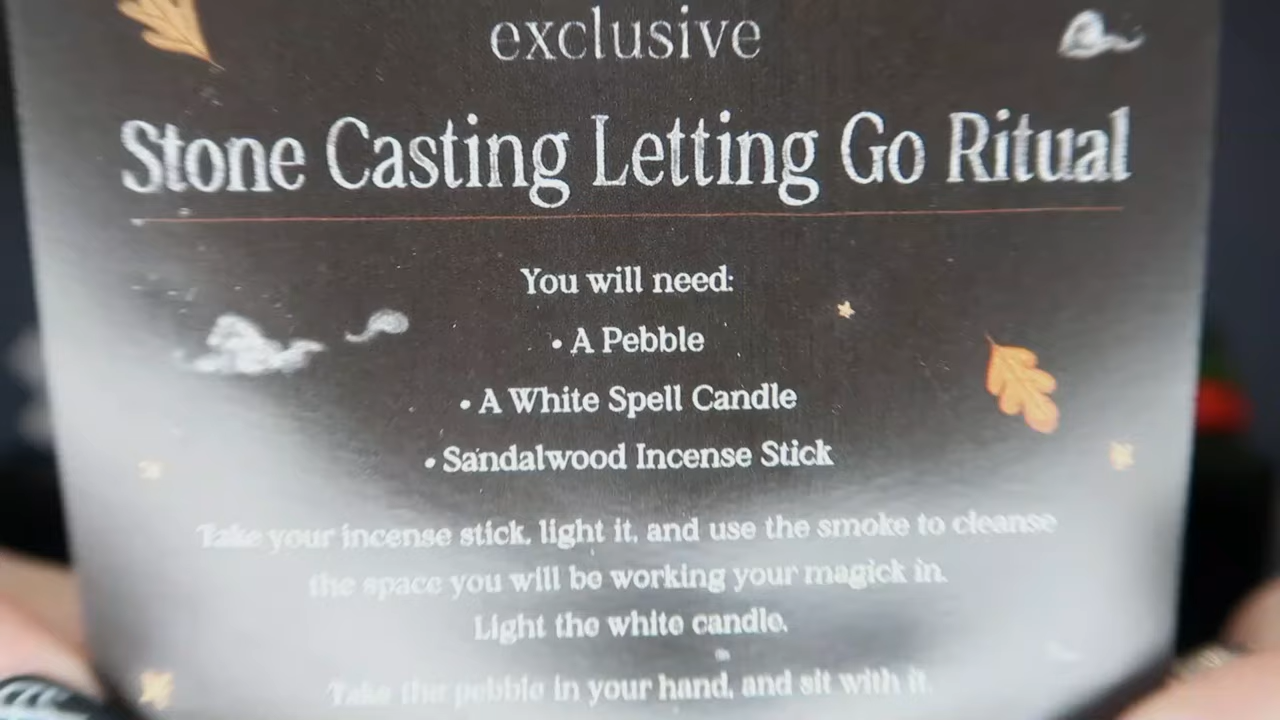 exclusive
Stone Casting Letting Go Ritual
You will need:
• A Pebble
• A White Spell Candle
• Sandalwood Incense Stick
Take your incense stick, light it, and use the smoke to cleanse
the space you will be working your magick in.
Light the white candle.
Take the pebble in your hand, and sit with it.